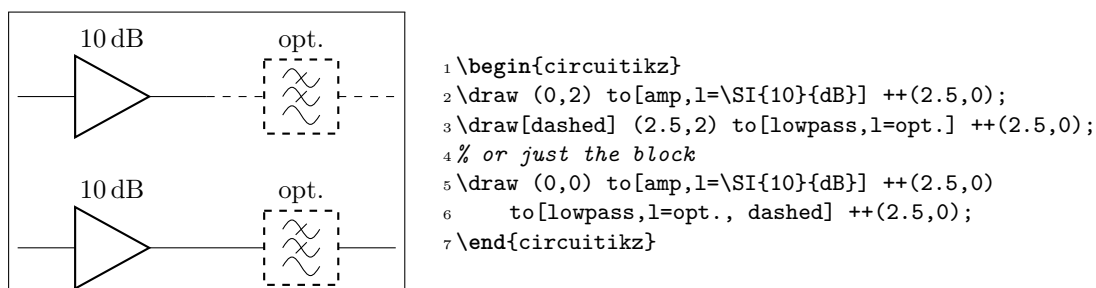 10 dB
opt.
10 dB
opt.
1 \begin{circuitikz}
2 \draw (0,2) to[amp,l=\SI{10}{dB}] ++(2.5,0);
3 \draw[dashed] (2.5,2) to[lowpass,l=opt.] ++(2.5,0);
4 % or just the block
5 \draw (0,0) to[amp,l=\SI{10}{dB}] ++(2.5,0)
6     to[lowpass,l=opt., dashed] ++(2.5,0);
7 \end{circuitikz}